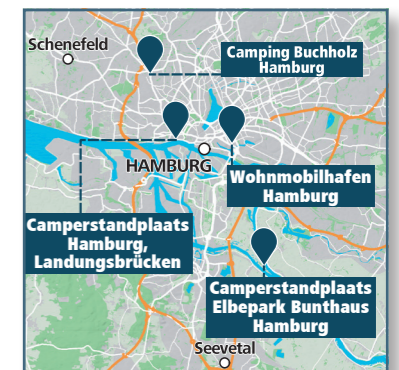 Schenefeld
Camping Buchholz
Hamburg
HAMBURG
Wohnmobilhafen
Hamburg
Camperstandplaats
Hamburg,
Landungsbrücken
Camperstandplaats
Elbepark Bunthaus
Hamburg
Seevetal